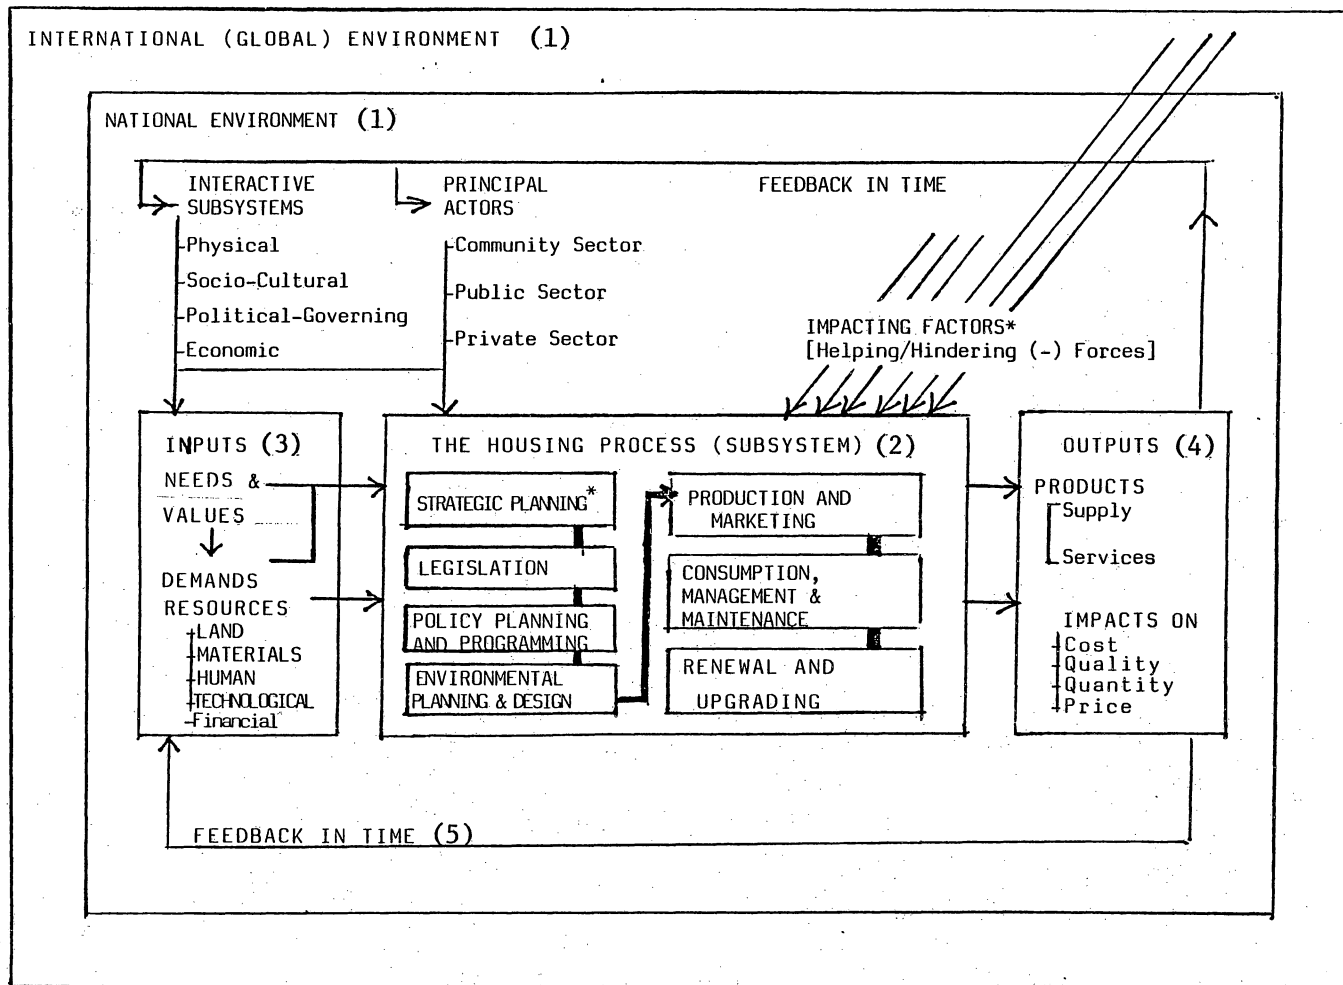 INTERNATIONAL (GLOBAL) ENVIRONMENT (1)
NATIONAL ENVIRONMENT (1)
INTERACTIVE
SUBSYSTEMS
Physical
Socio-Cultural
Political-Governing
Economic
PRINCIPAL
ACTORS
Community Sector
Public Sector
Private Sector
FEEDBACK IN TIME
IMPACTING FACTORS*
[Helping/Hindering (-) Forces]
INPUTS (3)
NEEDS &
VALUES
DEMANDS
RESOURCES
LAND
MATERIALS
HUMAN
TECHNOLOGICAL
Financial
THE HOUSING PROCESS (SUBSYSTEM) (2)
STRATEGIC PLANNING*
LEGISLATION
POLICY PLANNING
AND PROGRAMMING
ENVIRONMENTAL
PLANNING & DESIGN
PRODUCTION AND
MARKETING
CONSUMPTION,
MANAGEMENT &
MAINTENANCE
RENEWAL AND
UPGRADING
OUTPUTS (4)
PRODUCTS
Supply
Services
IMPACTS ON
Cost
Quality
Quantity
Price
FEEDBACK IN TIME (5)